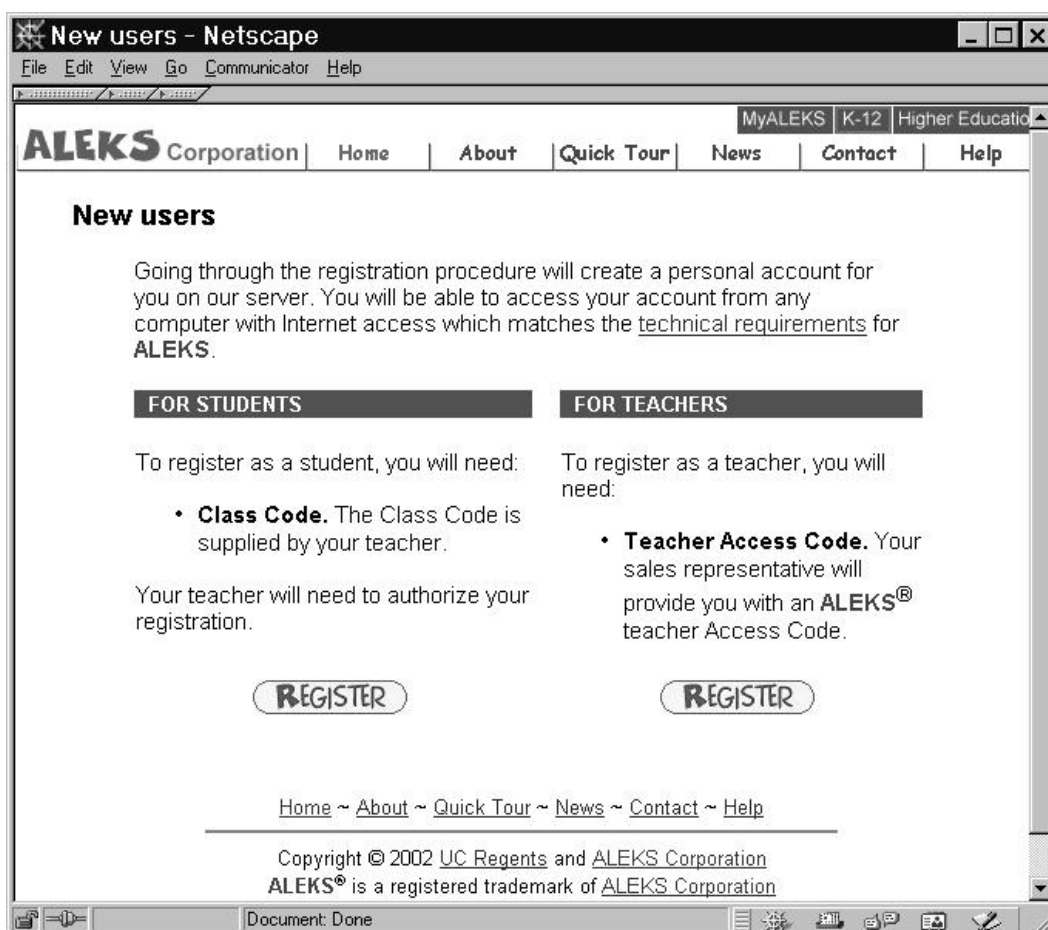 New users - Netscape
File Edit View Go Communicator Help
MyALEKS K-12 Higher Educatio
ALEKS Corporation Home About Quick Tour News Contact Help
New users
Going through the registration procedure will create a personal account for
you on our server. You will be able to access your account from any
computer with Internet access which matches the technical requirements for
ALEKS.
FOR STUDENTS
To register as a student, you will need:
• Class Code. The Class Code is
supplied by your teacher.
Your teacher will need to authorize your
registration.
REGISTER
FOR TEACHERS
To register as a teacher, you will
need:
• Teacher Access Code. Your
sales representative will
provide you with an ALEKS®
teacher Access Code.
REGISTER
Home ~ About ~ Quick Tour ~ News ~ Contact ~ Help
Copyright © 2002 UC Regents and ALEKS Corporation
ALEKS® is a registered trademark of ALEKS Corporation
Document: Done